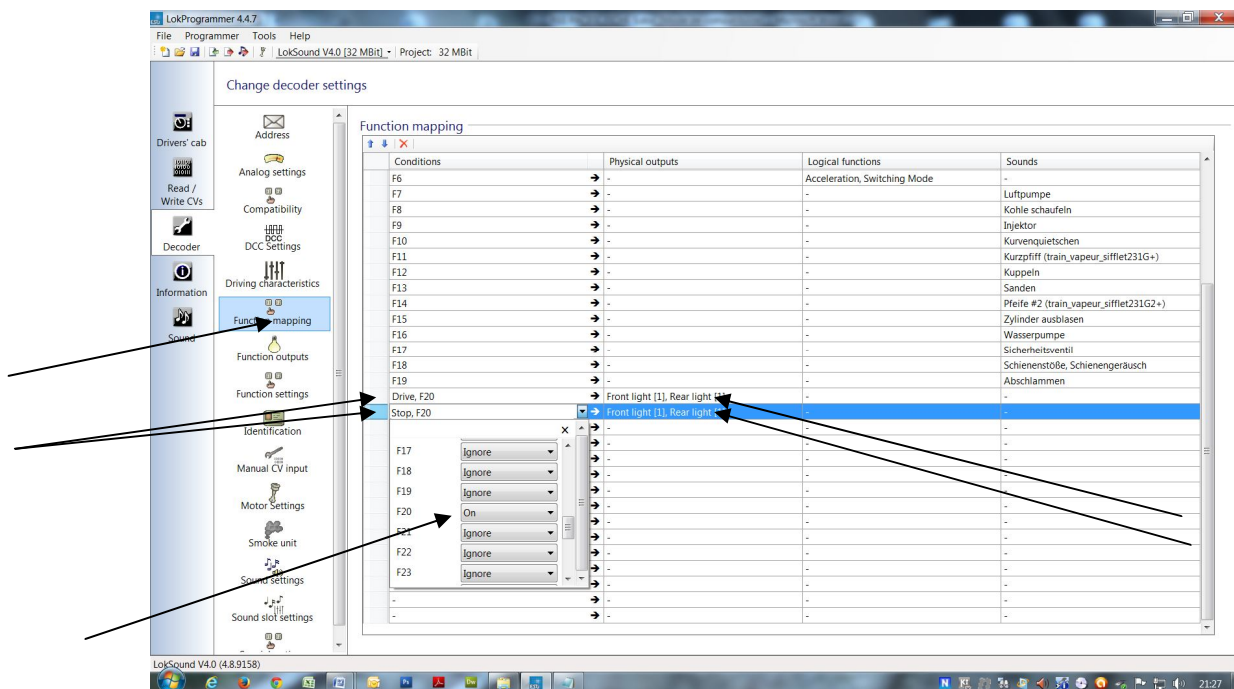 LokProgrammer 4.4.7
File Programmer Tools Help
LokSound V4.0 [32 MBit] Project: 32 MBit
Change decoder settings
Drivers' cab
Read /
Write CVs
Decoder
Information
Sound
Address
Analog settings
Compatibility
DCC
DCC Settings
Driving characteristics
Function mapping
Function outputs
Function settings
Identification
Manual CV input
Motor Settings
Smoke unit
Sound settings
Sound slot settings
Function mapping
Conditions Physical outputs Logical functions Sounds
F6 - Acceleration, Switching Mode -
F7 - - Luftpumpe
F8 - - Kohle schaufeln
F9 - - Injektor
F10 - - Kurvenquietschen
F11 - - Kurzpfiff (train_vapeur_sifflet231G+)
F12 - - Kuppeln
F13 - - Sanden
F14 - - Pfeife #2 (train_vapeur_sifflet231G2+)
F15 - - Zylinder ausblasen
F16 - - Wasserpumpe
F17 - - Sicherheitsventil
F18 - - Schienenstöße, Schienengeräusch
F19 - - Abschlammen
Drive, F20 Front light [1], Rear light [1] - -
Stop, F20 Front light [1], Rear light - -
x
F17 Ignore
F18 Ignore
F19 Ignore
F20 On
F21 Ignore
F22 Ignore
F23 Ignore
LokSound V4.0 (4.8.9158)
21:27